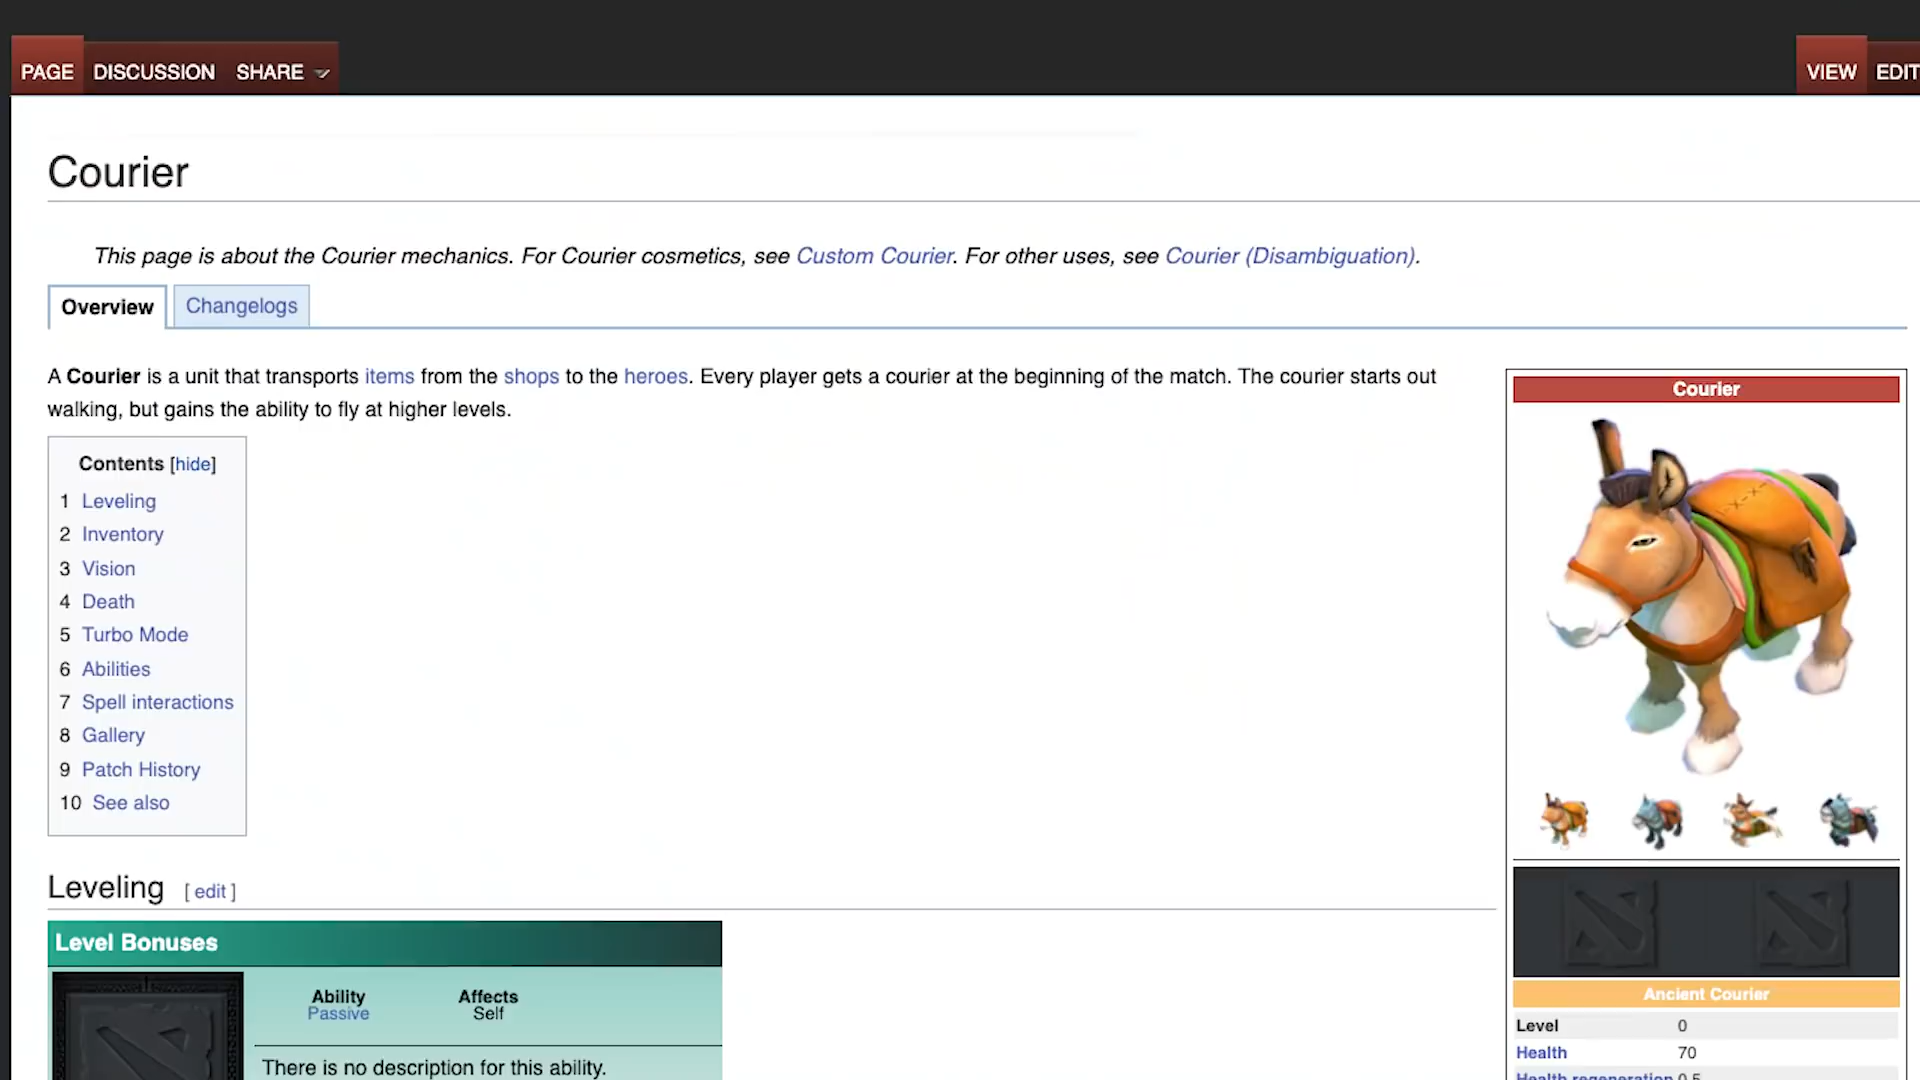 PAGE DISCUSSION SHARE VIEW EDIT
Courier
This page is about the Courier mechanics. For Courier cosmetics, see Custom Courier. For other uses, see Courier (Disambiguation).
Overview Changelogs
A Courier is a unit that transports items from the shops to the heroes. Every player gets a courier at the beginning of the match. The courier starts out
walking, but gains the ability to fly at higher levels.
Contents [hide]
1 Leveling
2 Inventory
3 Vision
4 Death
5 Turbo Mode
6 Abilities
7 Spell interactions
8 Gallery
9 Patch History
10 See also
Leveling [ edit ]
Level Bonuses
Ability Affects
Passive Self
There is no description for this ability.
Courier
Ancient Courier
Level 0
Health 70
Health regeneration 0.5